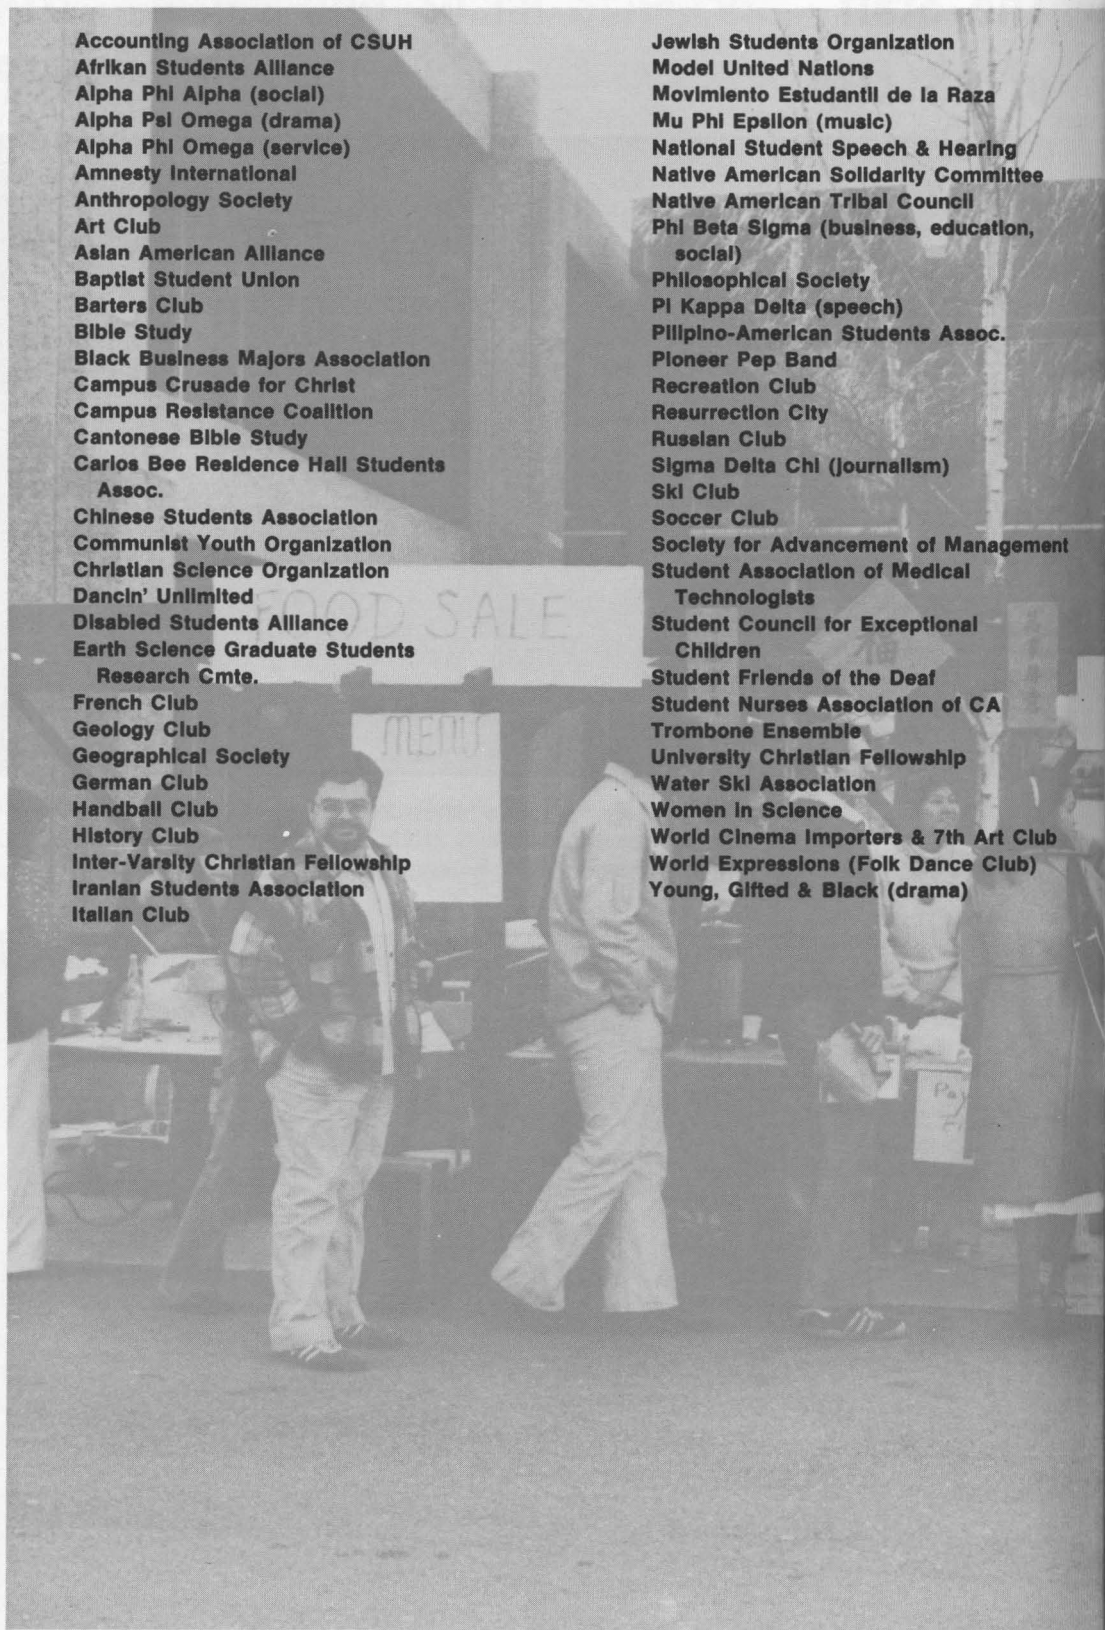 Accounting Association of CSUH
Afrikan Students Alliance
Alpha Phi Alpha (social)
Alpha Psi Omega (drama)
Alpha Phi Omega (service)
Amnesty International
Anthropology Society
Art Club
Asian American Alliance
Baptist Student Union
Barters Club
Bible Study
Black Business Majors Association
Campus Crusade for Christ
Campus Resistance Coalition
Cantonese Bible Study
Carlos Bee Residence Hall Students
Assoc.
Chinese Students Association
Communist Youth Organization
Christian Science Organization
Dancin' Unlimited
Disabled Students Alliance
Earth Science Graduate Students
Research Cmte.
French Club
Geology Club
Geographical Society
German Club
Handball Club
History Club
Inter-Varsity Christian Fellowship
Iranian Students Association
Italian Club
Jewish Students Organization
Model United Nations
Movimiento Estudantil de la Raza
Mu Phi Epsilon (music)
National Student Speech & Hearing
Native American Solidarity Committee
Native American Tribal Council
Phi Beta Sigma (business, education,
social)
Philosophical Society
Pi Kappa Delta (speech)
Pilipino-American Students Assoc.
Pioneer Pep Band
Recreation Club
Resurrection City
Russian Club
Sigma Delta Chi (journalism)
Ski Club
Soccer Club
Society for Advancement of Management
Student Association of Medical
Technologists
Student Council for Exceptional
Children
Student Friends of the Deaf
Student Nurses Association of CA
Trombone Ensemble
University Christian Fellowship
Water Ski Association
Women in Science
World Cinema Importers & 7th Art Club
World Expressions (Folk Dance Club)
Young, Gifted & Black (drama)
FOOD SALE
MENU
福
Pay